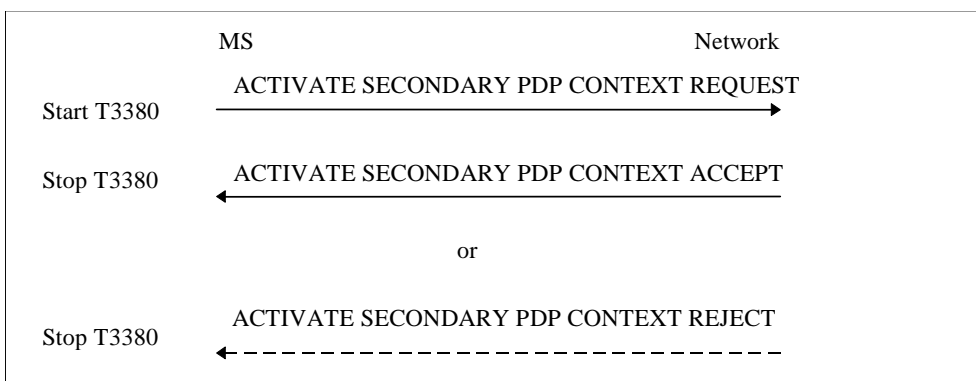 MS Network
ACTIVATE SECONDARY PDP CONTEXT REQUEST
Start T3380
ACTIVATE SECONDARY PDP CONTEXT ACCEPT
Stop T3380
or
ACTIVATE SECONDARY PDP CONTEXT REJECT
Stop T3380